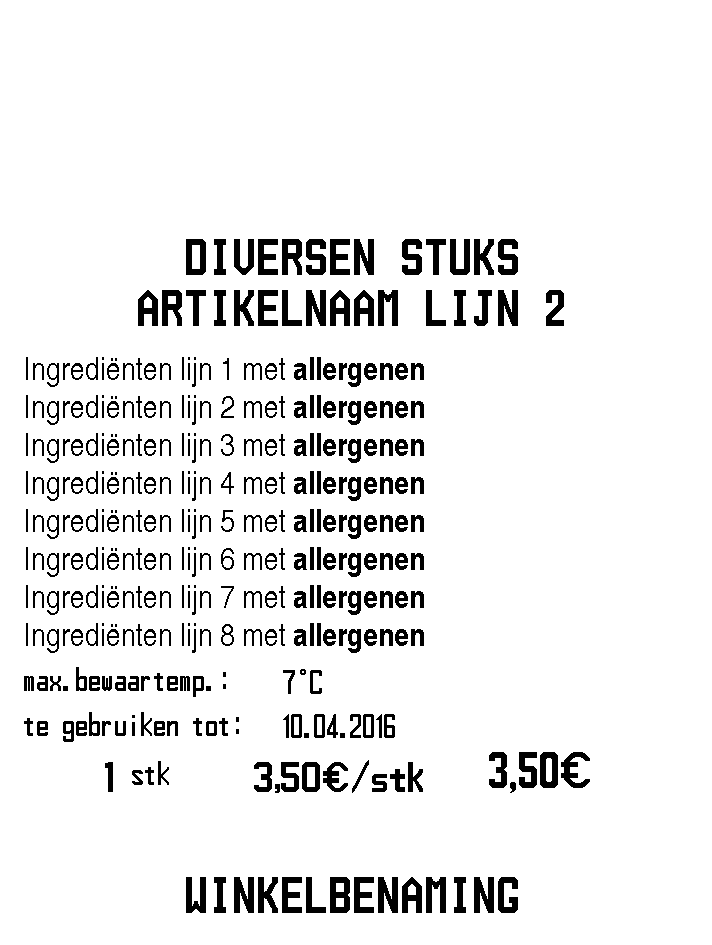 DIVERSEN STUKS
ARTIKELNAAM LIJN 2
Ingrediënten lijn 1 met allergenen
Ingrediënten lijn 2 met allergenen
Ingrediënten lijn 3 met allergenen
Ingrediënten lijn 4 met allergenen
Ingrediënten lijn 5 met allergenen
Ingrediënten lijn 6 met allergenen
Ingrediënten lijn 7 met allergenen
Ingrediënten lijn 8 met allergenen
max.bewaartemp.: 7°C
te gebruiken tot: 10.04.2016
1 stk 3,50€/stk 3,50€
WINKELBENAMING